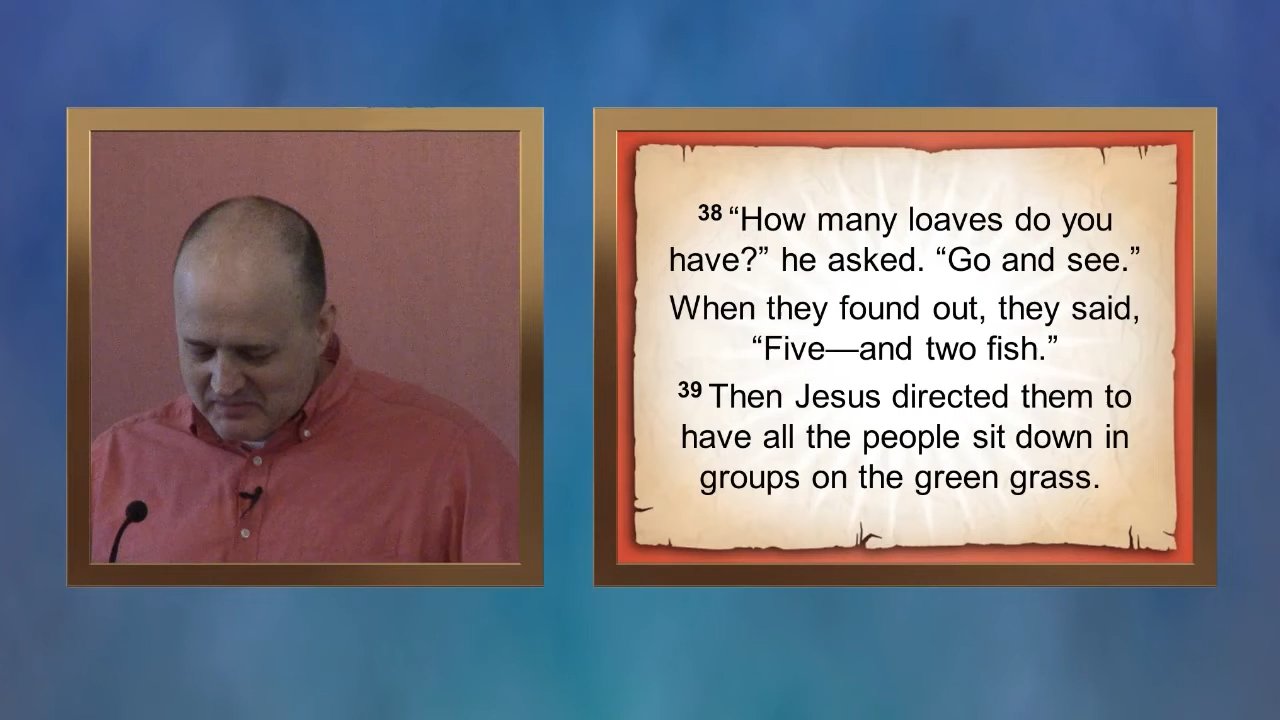 38 “How many loaves do you
have?” he asked. “Go and see.”
When they found out, they said,
“Five—and two fish.”
39 Then Jesus directed them to
have all the people sit down in
groups on the green grass.